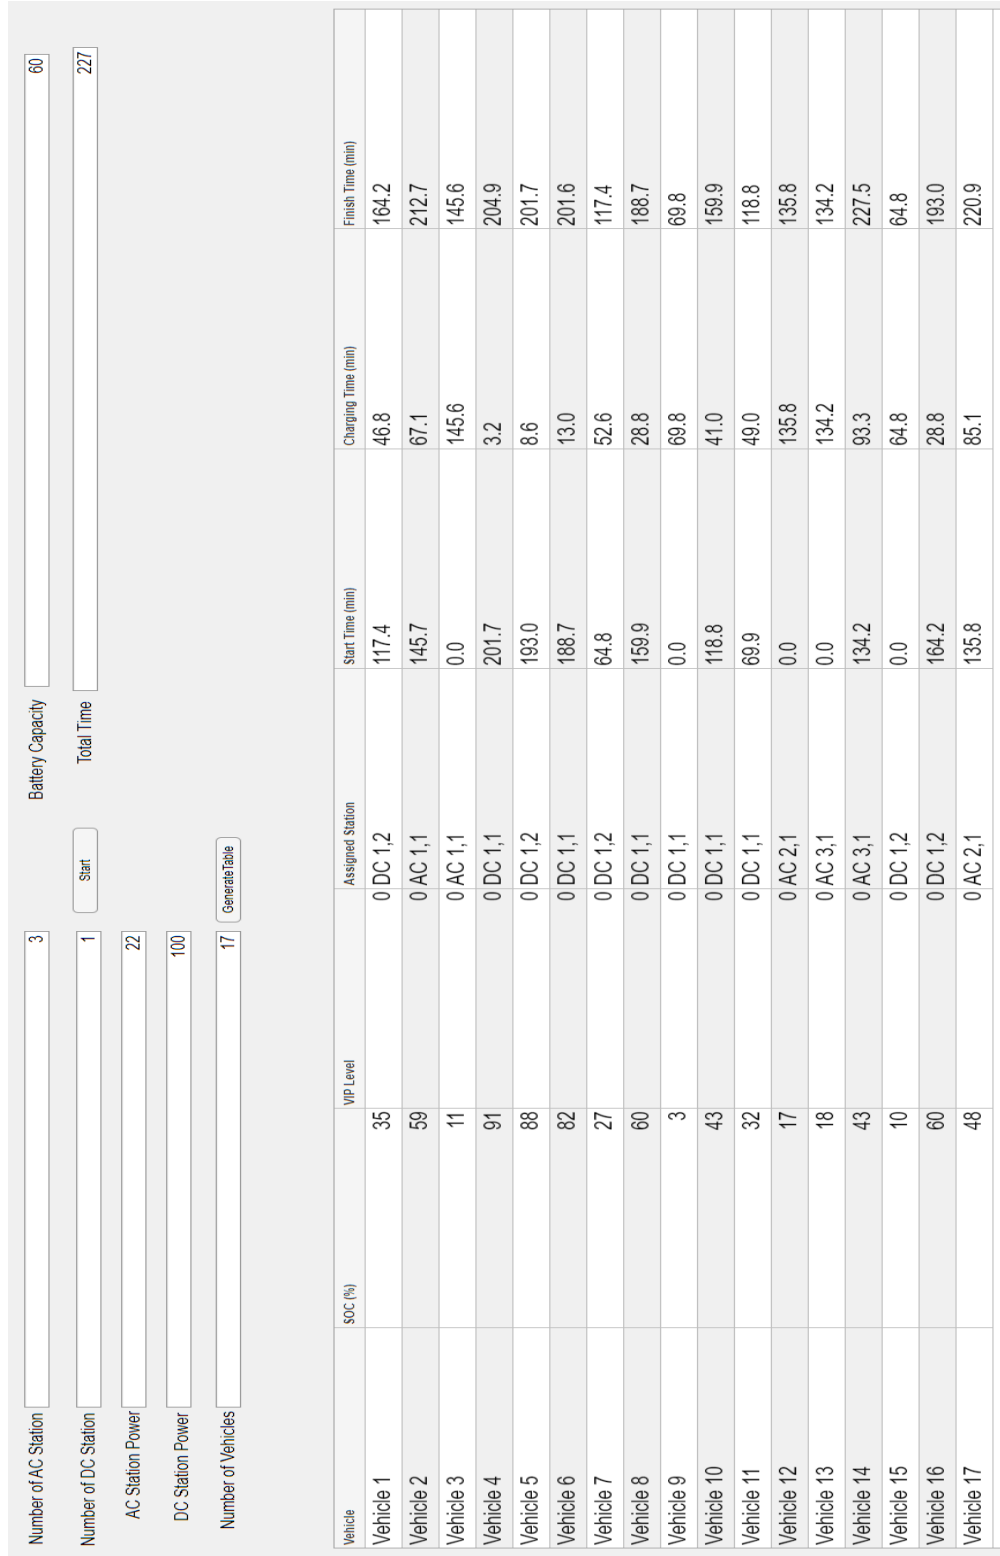 Number of AC Station 3 Battery Capacity 60
Number of DC Station 1 Start Total Time 227
AC Station Power 22
DC Station Power 100
Number of Vehicles 17 GenerateTable
Vehicle SOC (%) VIP Level Assigned Station Start Time (min) Charging Time (min) Finish Time (min)
Vehicle 1 35 0 DC 1,2 117.4 46.8 164.2
Vehicle 2 59 0 AC 1,1 145.7 67.1 212.7
Vehicle 3 11 0 AC 1,1 0.0 145.6 145.6
Vehicle 4 91 0 DC 1,1 201.7 3.2 204.9
Vehicle 5 88 0 DC 1,2 193.0 8.6 201.7
Vehicle 6 82 0 DC 1,1 188.7 13.0 201.6
Vehicle 7 27 0 DC 1,2 64.8 52.6 117.4
Vehicle 8 60 0 DC 1,1 159.9 28.8 188.7
Vehicle 9 3 0 DC 1,1 0.0 69.8 69.8
Vehicle 10 43 0 DC 1,1 118.8 41.0 159.9
Vehicle 11 32 0 DC 1,1 69.9 49.0 118.8
Vehicle 12 17 0 AC 2,1 0.0 135.8 135.8
Vehicle 13 18 0 AC 3,1 0.0 134.2 134.2
Vehicle 14 43 0 AC 3,1 134.2 93.3 227.5
Vehicle 15 10 0 DC 1,2 0.0 64.8 64.8
Vehicle 16 60 0 DC 1,2 164.2 28.8 193.0
Vehicle 17 48 0 AC 2,1 135.8 85.1 220.9